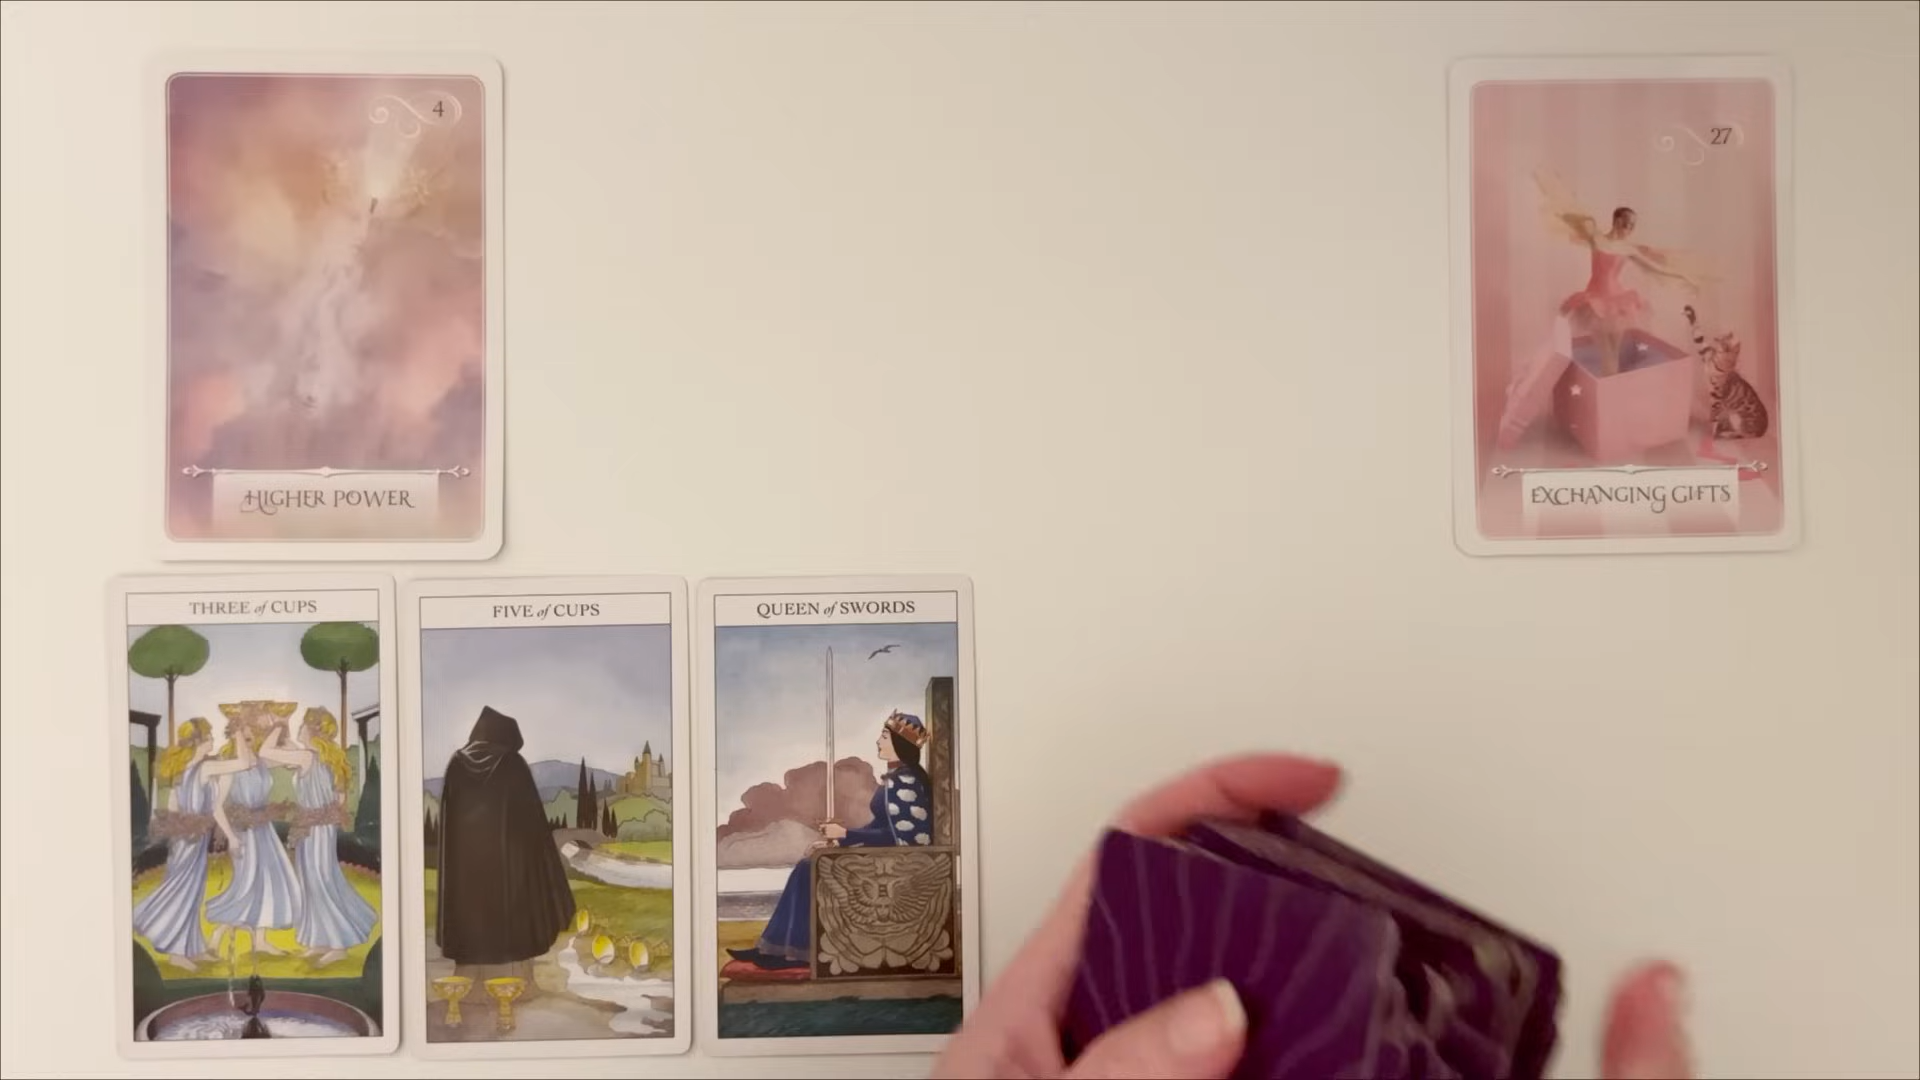 4
HIGHER POWER
27
EXCHANGING GIFTS
THREE of CUPS
FIVE of CUPS
QUEEN of SWORDS